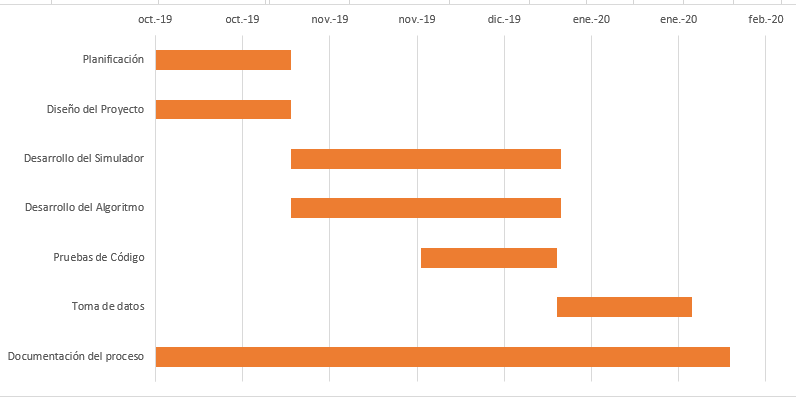 oct.-19 oct.-19 nov.-19 nov.-19 dic.-19 ene.-20 ene.-20 feb.-20
Planificación
Diseño del Proyecto
Desarrollo del Simulador
Desarrollo del Algoritmo
Pruebas de Código
Toma de datos
Documentación del proceso